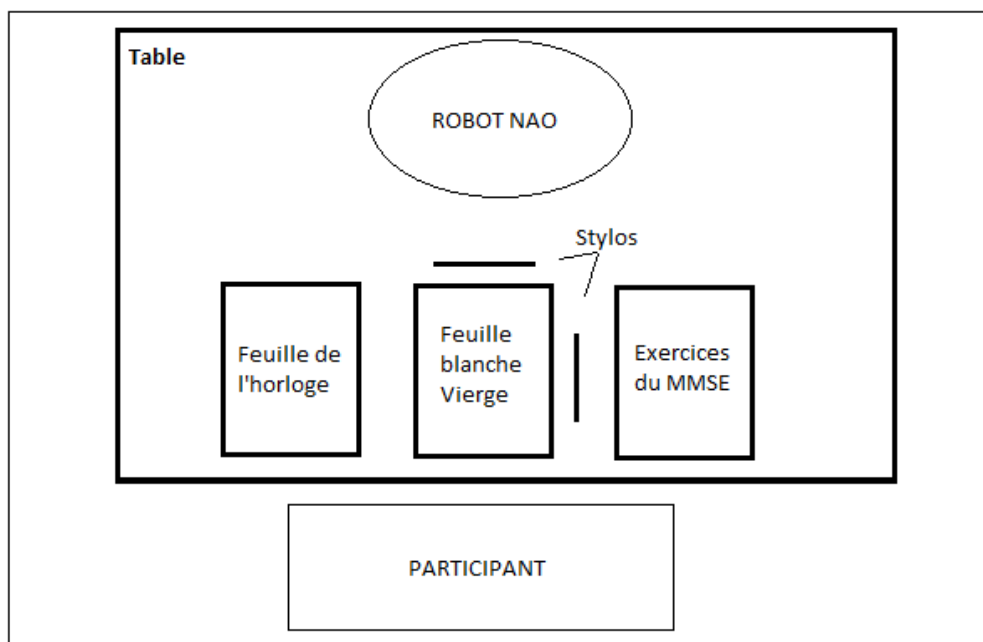 Table
ROBOT NAO
Stylos
Feuille de
l'horloge
Feuille
blanche
Vierge
Exercices
du MMSE
PARTICIPANT